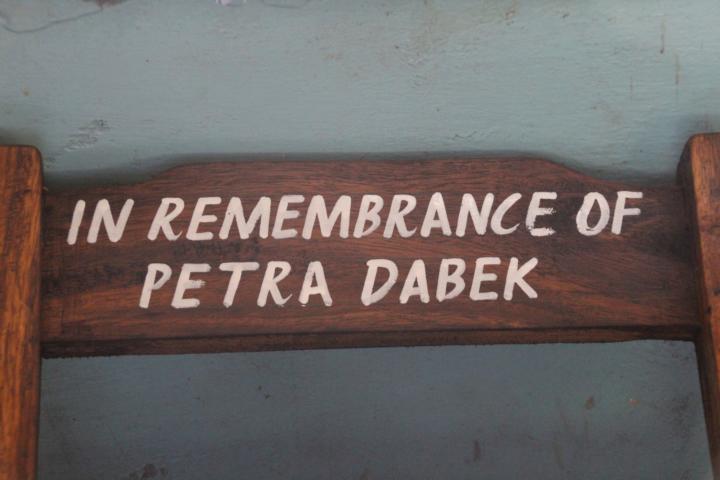 IN REMEMBRANCE OF
PETRA DABEK